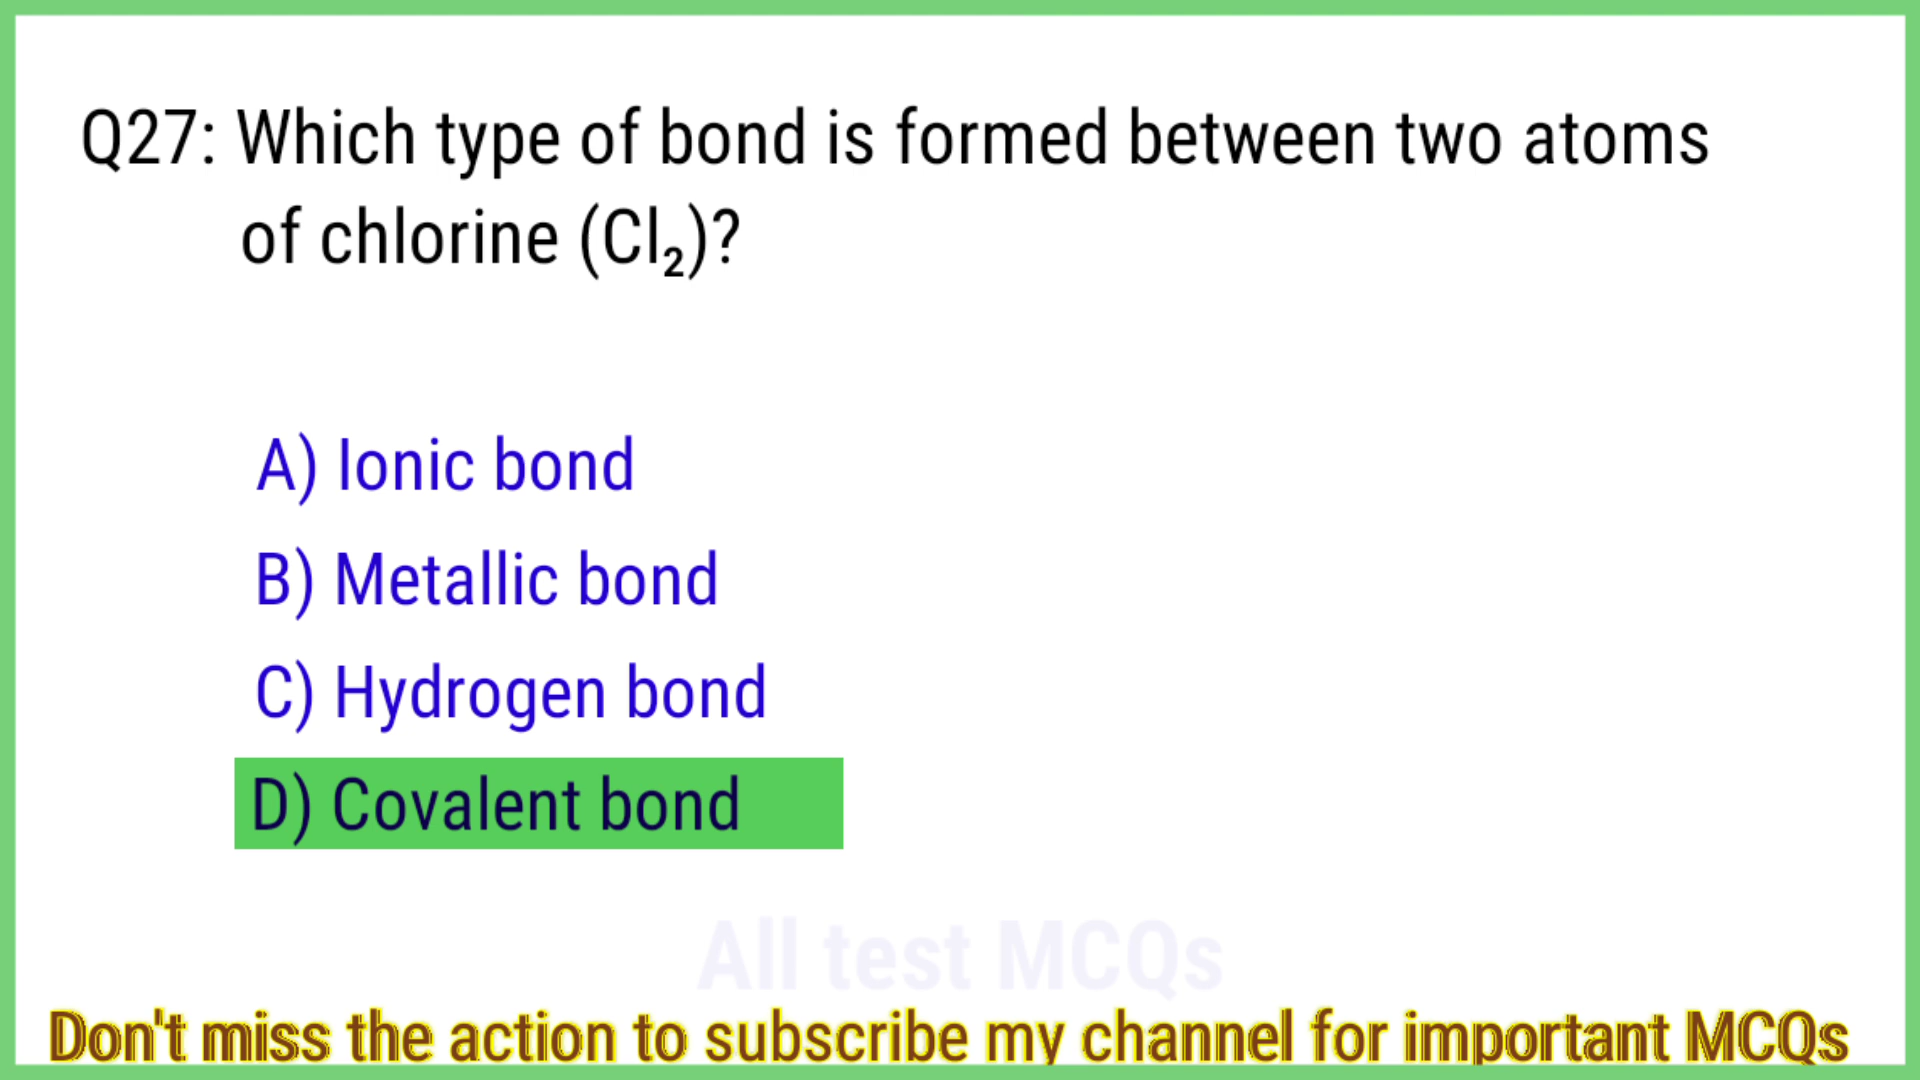 Q27: Which type of bond is formed between two atoms
of chlorine (Cl₂)?
A) Ionic bond
B) Metallic bond
C) Hydrogen bond
D) Covalent bond
All test MCQs
Don't miss the action to subscribe my channel for important MCQs